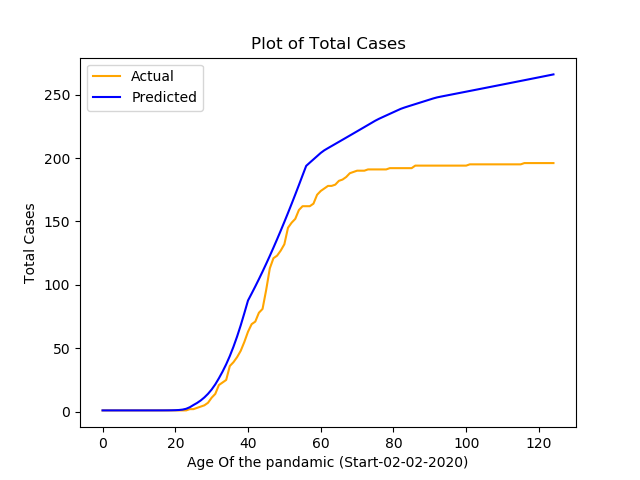 Plot of Total Cases
Actual
Predicted
250
200
150
100
50
0
Total Cases
0 20 40 60 80 100 120
Age Of the pandamic (Start-02-02-2020)